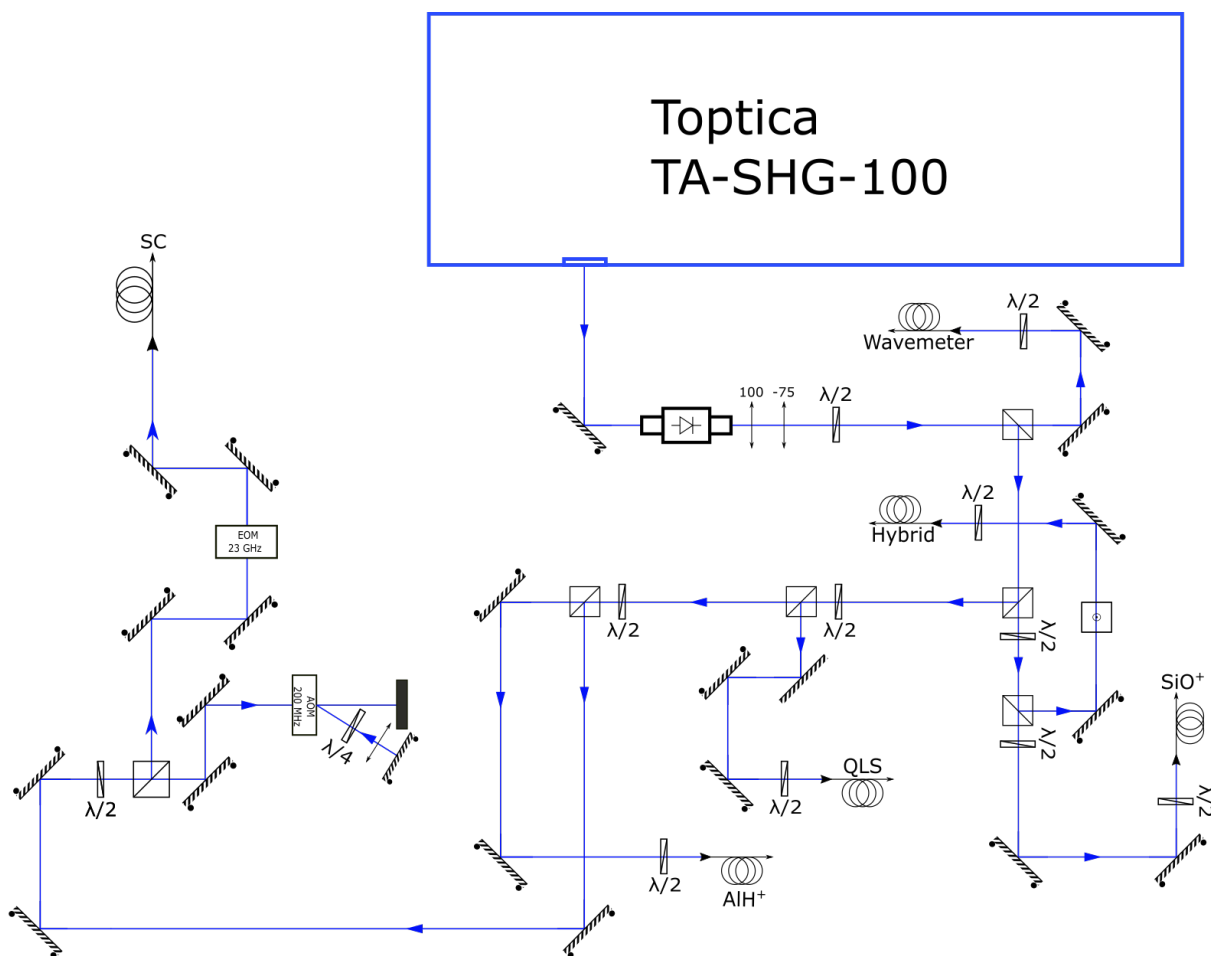 Toptica
TA-SHG-100
SC
λ/2
Wavemeter
100
-75
λ/2
λ/2
Hybrid
EOM
23 GHz
λ/2
λ/2
λ/2
SiO⁺
AOM
200 MHz
λ/4
λ/2
λ/2
QLS
λ/2
λ/2
λ/2
AlH⁺